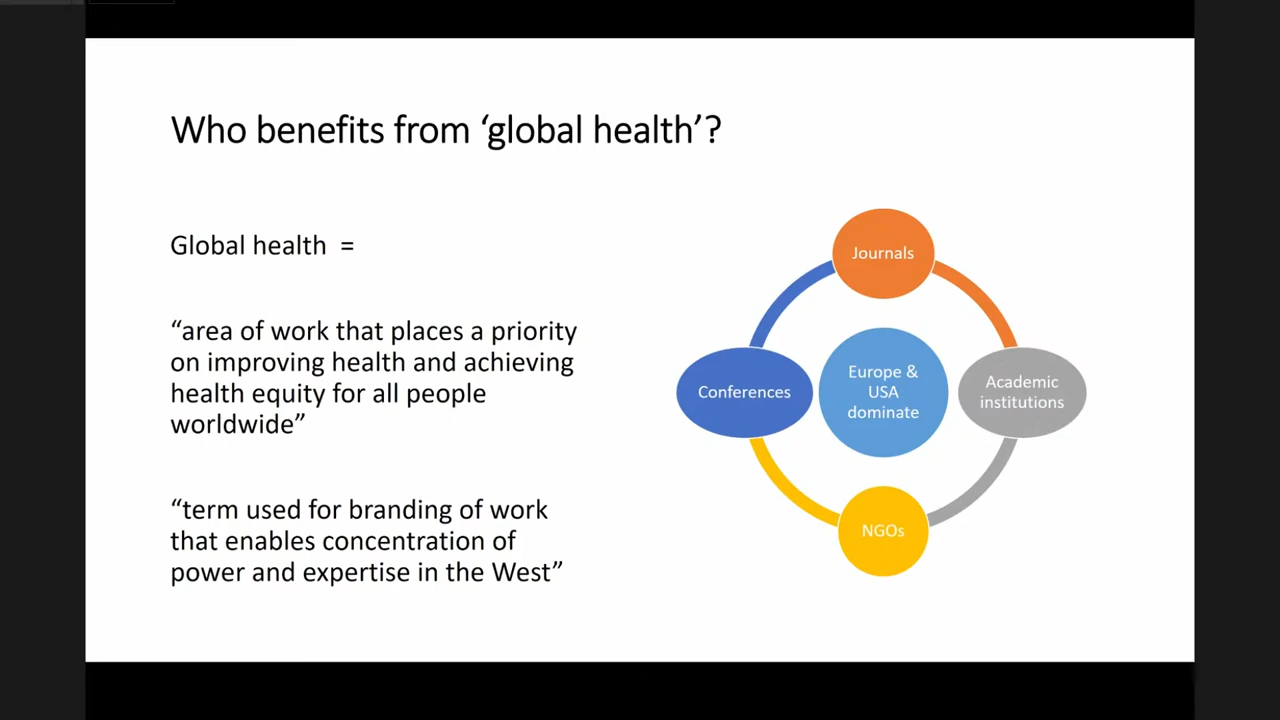 Who benefits from ‘global health’?
Global health =
“area of work that places a priority
on improving health and achieving
health equity for all people
worldwide”
“term used for branding of work
that enables concentration of
power and expertise in the West”
Journals
Conferences
Europe &
USA
dominate
Academic
institutions
NGOs